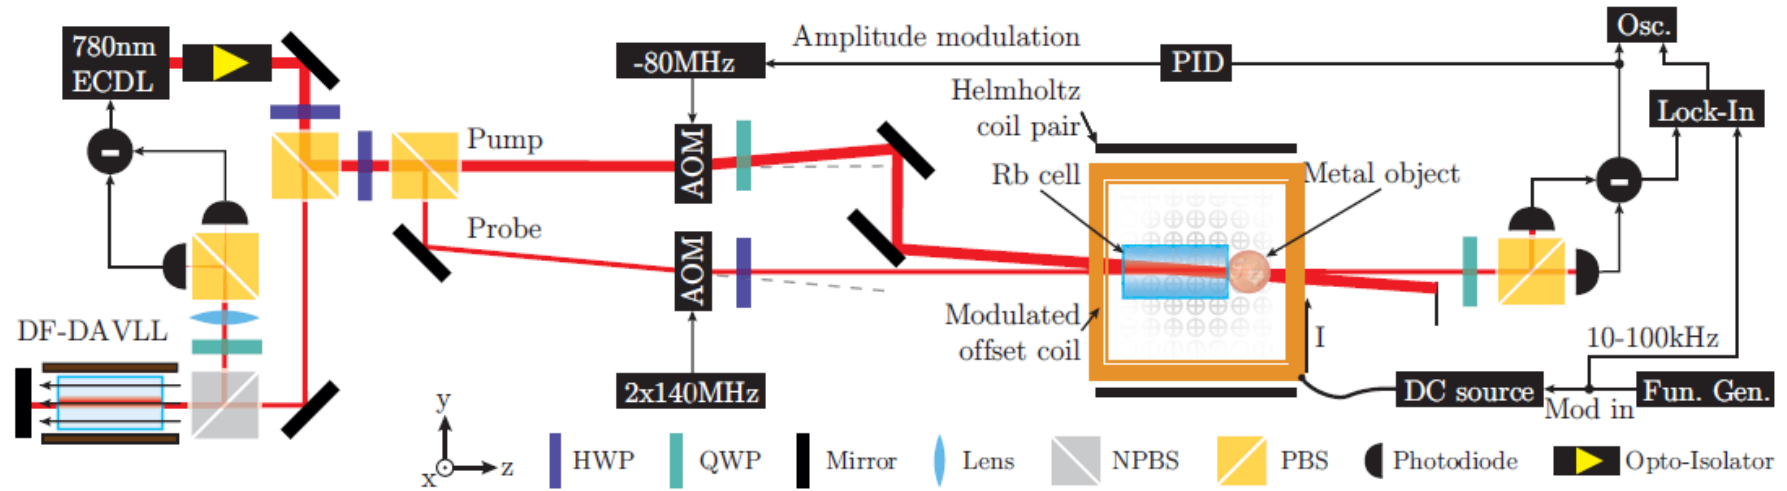 780nm
ECDL
-80MHz
Amplitude modulation
PID
Osc.
Lock-In
Helmholtz
coil pair
Rb cell
Metal object
Pump
AOM
Probe
AOM
DF-DAVLL
Modulated
offset coil
I
10-100kHz
2x140MHz
DC source
Mod in
Fun. Gen.
y
x
z
HWP
QWP
Mirror
Lens
NPBS
PBS
Photodiode
Opto-Isolator